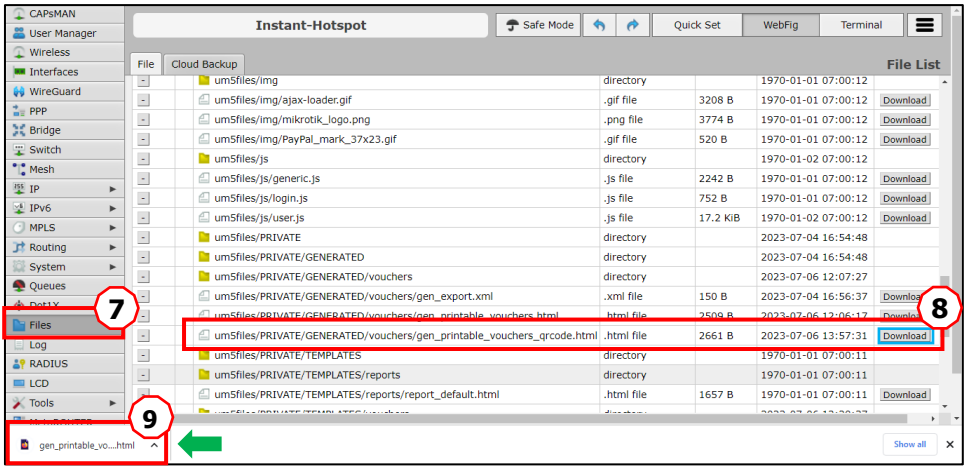 CAPsMAN
Instant-Hotspot
Safe Mode
Quick Set
WebFig
Terminal
User Manager
Wireless
File
Cloud Backup
File List
Interfaces
- um5files/img directory 1970-01-01 07:00:12
WireGuard
- um5files/img/ajax-loader.gif .gif file 3208 B 1970-01-01 07:00:12 Download
PPP
- um5files/img/mikrotik_logo.png .png file 3774 B 1970-01-01 07:00:12 Download
Bridge
- um5files/img/PayPal_mark_37x23.gif .gif file 520 B 1970-01-01 07:00:12 Download
Switch
- um5files/js directory 1970-01-02 07:00:12
Mesh
- um5files/js/generic.js .js file 2242 B 1970-01-01 07:00:12 Download
IP
- um5files/js/login.js .js file 752 B 1970-01-01 07:00:12 Download
IPv6
- um5files/js/user.js .js file 17.2 KiB 1970-01-02 07:00:12 Download
MPLS
- um5files/PRIVATE directory 2023-07-04 16:54:48
Routing
- um5files/PRIVATE/GENERATED directory 2023-07-04 16:54:48
System
- um5files/PRIVATE/GENERATED/vouchers directory 2023-07-06 12:07:27
Queues
- um5files/PRIVATE/GENERATED/vouchers/gen_export.xml .xml file 150 B 2023-07-04 16:56:37 Downloa
Dot1X
7
8
- um5files/PRIVATE/GENERATED/vouchers/gen_printable_vouchers.html .html file 2509 B 2023-07-06 12:06:17 Downloa
Files
- um5files/PRIVATE/GENERATED/vouchers/gen_printable_vouchers_qrcode.html .html file 2661 B 2023-07-06 13:57:31 Download
Log
- um5files/PRIVATE/TEMPLATES directory 1970-01-01 07:00:11
RADIUS
- um5files/PRIVATE/TEMPLATES/reports directory 1970-01-01 07:00:11
LCD
- um5files/PRIVATE/TEMPLATES/reports/report_default.html .html file 1657 B 1970-01-01 07:00:11 Download
Tools
- um5files/PRIVATE/TEMPLATES/vouchers directory
9
gen_printable_vo....html
Show all